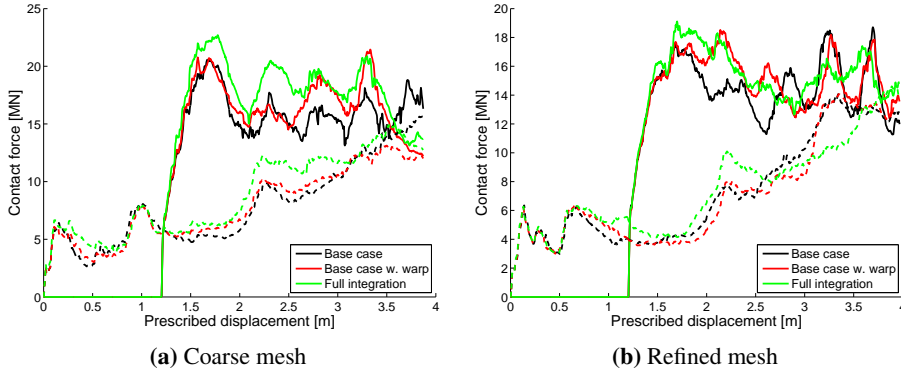 25
20
15
10
5
0
Contact force [MN]
0
0.5
1
1.5
2
2.5
3
3.5
4
Prescribed displacement [m]
Base case
Base case w. warp
Full integration
(a) Coarse mesh
20
18
16
14
12
10
8
6
4
2
0
Contact force [MN]
0
0.5
1
1.5
2
2.5
3
3.5
4
Prescribed displacement [m]
Base case
Base case w. warp
Full integration
(b) Refined mesh